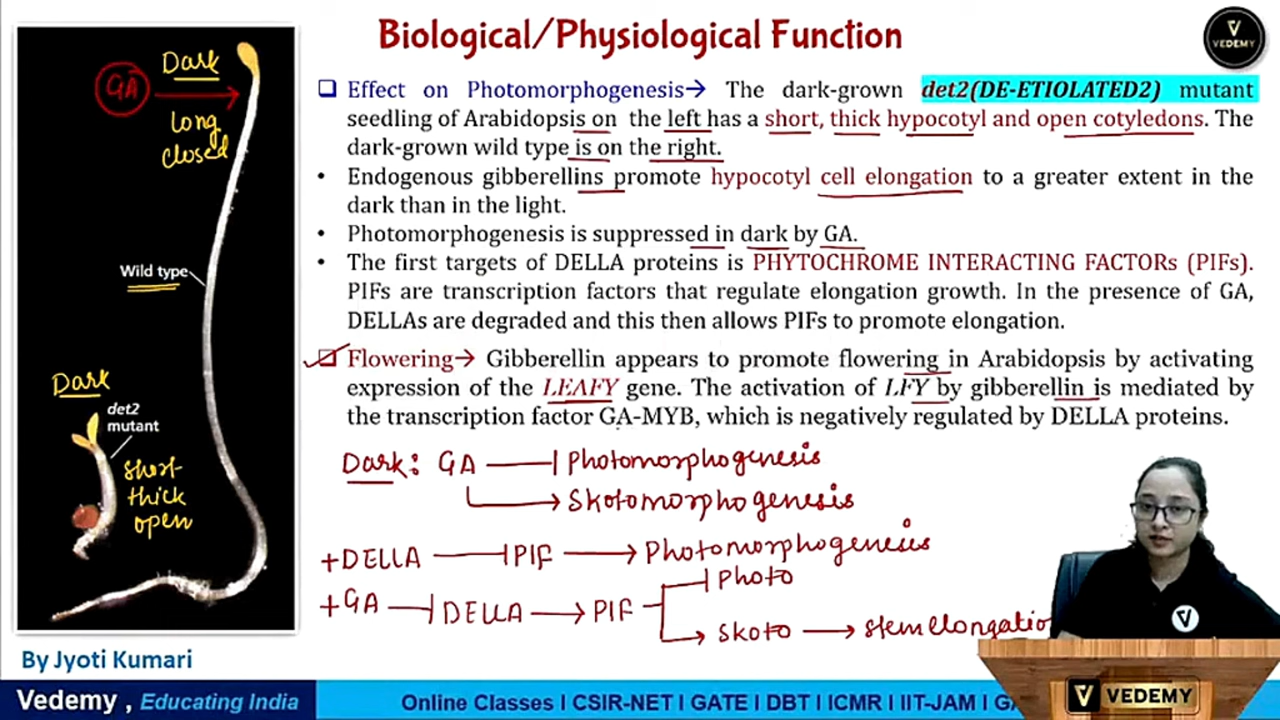 Biological/Physiological Function
VEDEMY
❑ Effect on Photomorphogenesis→ The dark-grown det2(DE-ETIOLATED2) mutant
seedling of Arabidopsis on the left has a short, thick hypocotyl and open cotyledons. The
dark-grown wild type is on the right.
• Endogenous gibberellins promote hypocotyl cell elongation to a greater extent in the
dark than in the light.
• Photomorphogenesis is suppressed in dark by GA.
• The first targets of DELLA proteins is PHYTOCHROME INTERACTING FACTORs (PIFs).
PIFs are transcription factors that regulate elongation growth. In the presence of GA,
DELLAs are degraded and this then allows PIFs to promote elongation.
❑ Flowering→ Gibberellin appears to promote flowering in Arabidopsis by activating
expression of the LEAFY gene. The activation of LFY by gibberellin is mediated by
the transcription factor GA-MYB, which is negatively regulated by DELLA proteins.
Dark
GA
Long
closed
Wild type
Dark
det2
mutant
short
thick
open
Dark: GA ⊣ Photomorphogenesis
→ Skotomorphogenesis
+DELLA ⊣ PIF → Photomorphogenesis
+GA ⊣ DELLA → PIF ⊣ Photo
→ Skoto → stem elongatio
By Jyoti Kumari
Vedemy , Educating India
Online Classes I CSIR-NET I GATE I DBT I ICMR I IIT-JAM I GA
V VEDEMY